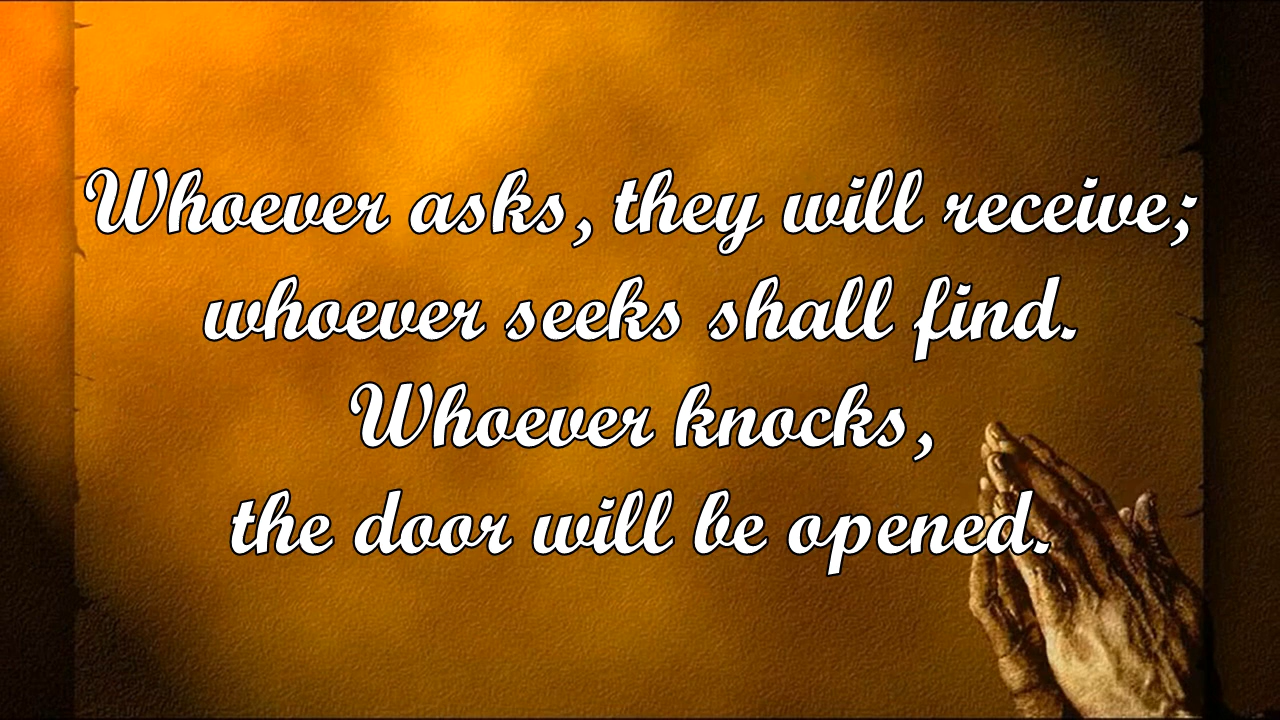 Whoever asks, they will receive;
whoever seeks shall find.
Whoever knocks,
the door will be opened.